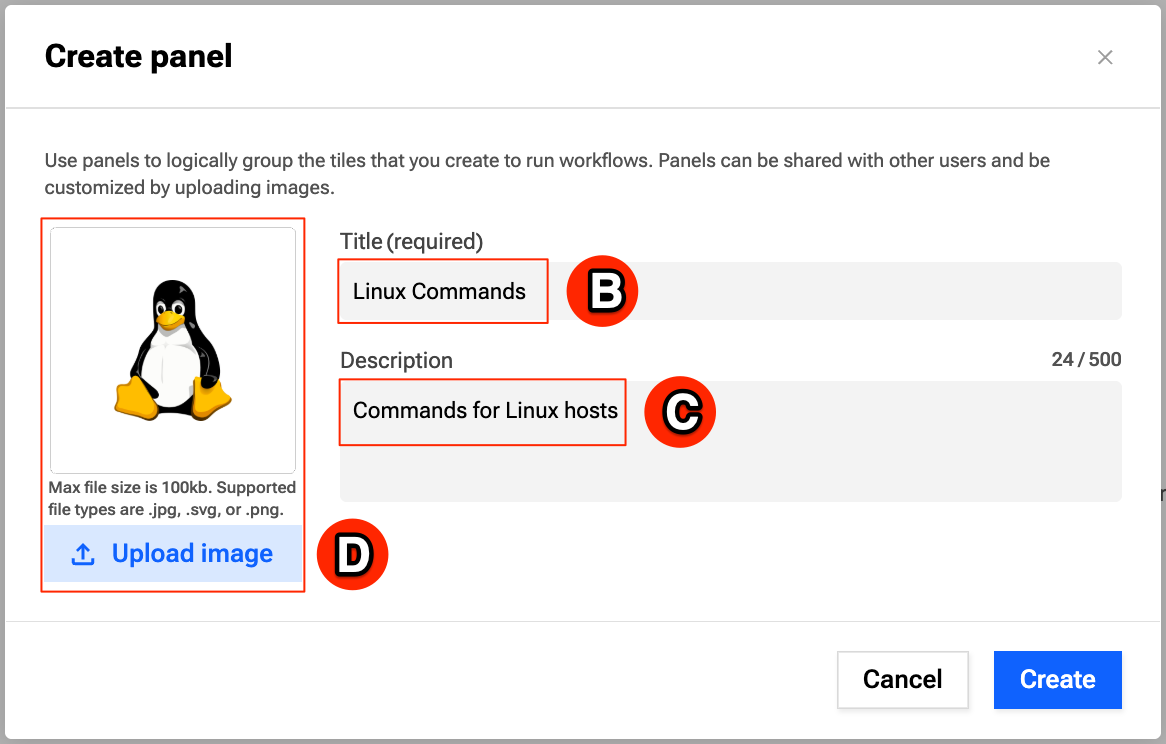 Create panel
Use panels to logically group the tiles that you create to run workflows. Panels can be shared with other users and be
customized by uploading images.
Title (required)
Linux Commands
B
Description
24 / 500
Commands for Linux hosts
C
Max file size is 100kb. Supported
file types are .jpg, .svg, or .png.
Upload image
D
Cancel
Create